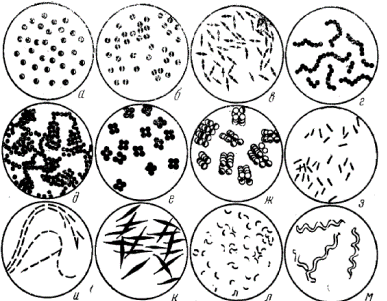 а б в г
д е ж з
и к л м